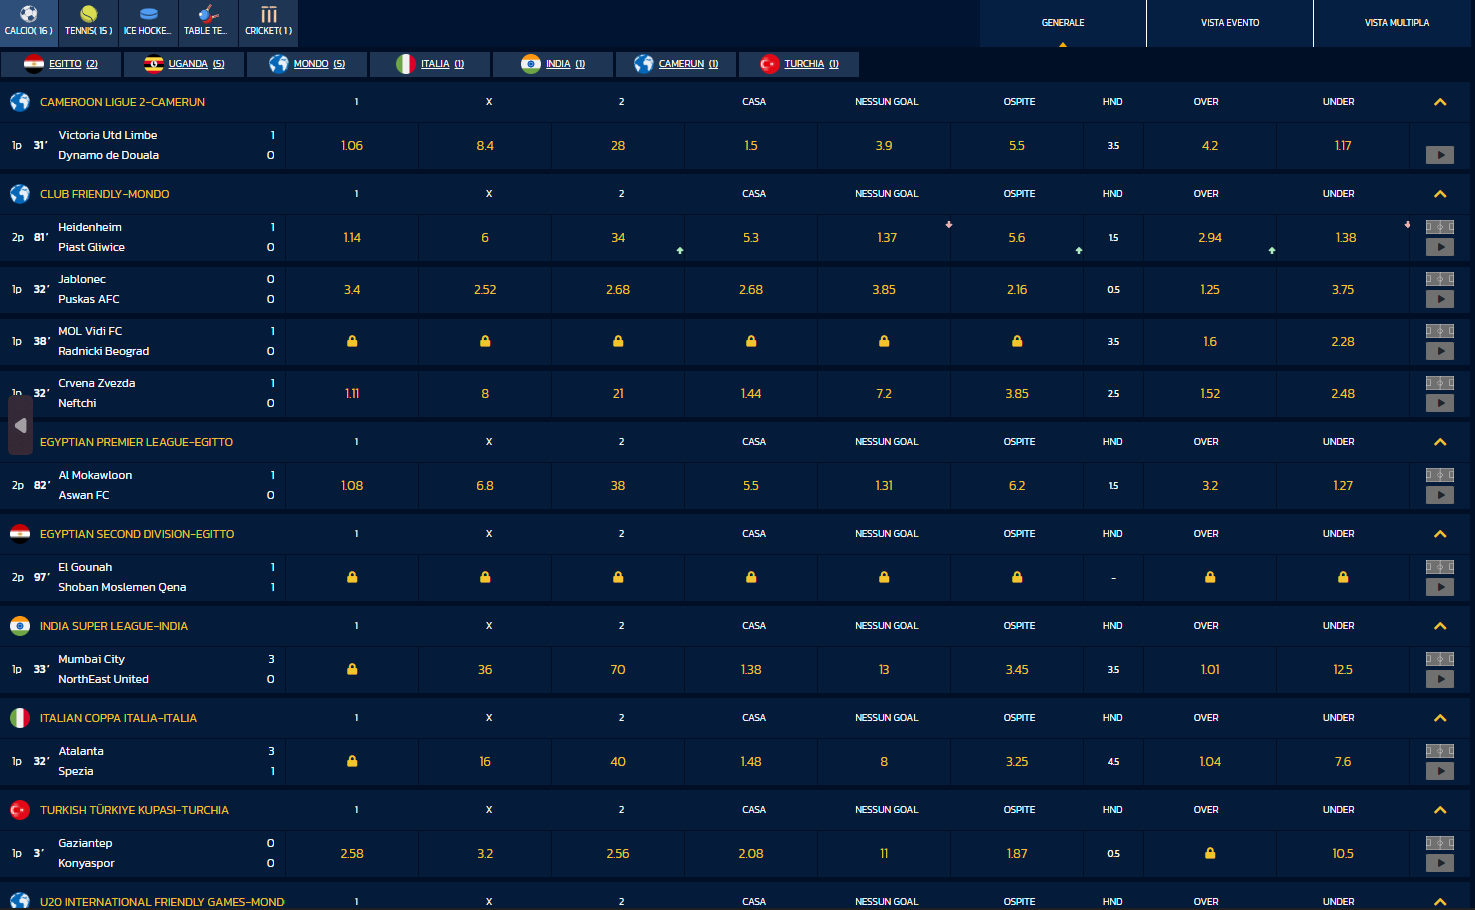 CALCIO( 16 ) TENNIS( 15 ) ICE HOCKE... TABLE TE... CRICKET( 1 ) GENERALE VISTA EVENTO VISTA MULTIPLA
EGITTO (2) UGANDA (5) MONDO (5) ITALIA (1) INDIA (1) CAMERUN (1) TURCHIA (1)
CAMEROON LIGUE 2-CAMERUN 1 X 2 CASA NESSUN GOAL OSPITE HND OVER UNDER
Victoria Utd Limbe 1
1p 31' 1.06 8.4 28 1.5 3.9 5.5 3.5 4.2 1.17
Dynamo de Douala 0
CLUB FRIENDLY-MONDO 1 X 2 CASA NESSUN GOAL OSPITE HND OVER UNDER
Heidenheim 1
2p 81' 1.14 6 34 5.3 1.37 5.6 1.5 2.94 1.38
Piast Gliwice 0
Jablonec 0
1p 32' 3.4 2.52 2.68 2.68 3.85 2.16 0.5 1.25 3.75
Puskas AFC 0
MOL Vidi FC 1
1p 38' 3.5 1.6 2.28
Radnicki Beograd 0
Crvena Zvezda 1
1p 32' 1.11 8 21 1.44 7.2 3.85 2.5 1.52 2.48
Neftchi 0
EGYPTIAN PREMIER LEAGUE-EGITTO 1 X 2 CASA NESSUN GOAL OSPITE HND OVER UNDER
Al Mokawloon 1
2p 82' 1.08 6.8 38 5.5 1.31 6.2 1.5 3.2 1.27
Aswan FC 0
EGYPTIAN SECOND DIVISION-EGITTO 1 X 2 CASA NESSUN GOAL OSPITE HND OVER UNDER
El Gounah 1
2p 97' -
Shoban Moslemen Qena 1
INDIA SUPER LEAGUE-INDIA 1 X 2 CASA NESSUN GOAL OSPITE HND OVER UNDER
Mumbai City 3
1p 33' 36 70 1.38 13 3.45 3.5 1.01 12.5
NorthEast United 0
ITALIAN COPPA ITALIA-ITALIA 1 X 2 CASA NESSUN GOAL OSPITE HND OVER UNDER
Atalanta 3
1p 32' 16 40 1.48 8 3.25 4.5 1.04 7.6
Spezia 1
TURKISH TÜRKIYE KUPASI-TURCHIA 1 X 2 CASA NESSUN GOAL OSPITE HND OVER UNDER
Gaziantep 0
1p 3' 2.58 3.2 2.56 2.08 11 1.87 0.5 10.5
Konyaspor 0
U20 INTERNATIONAL FRIENDLY GAMES-MOND 1 X 2 CASA NESSUN GOAL OSPITE HND OVER UNDER